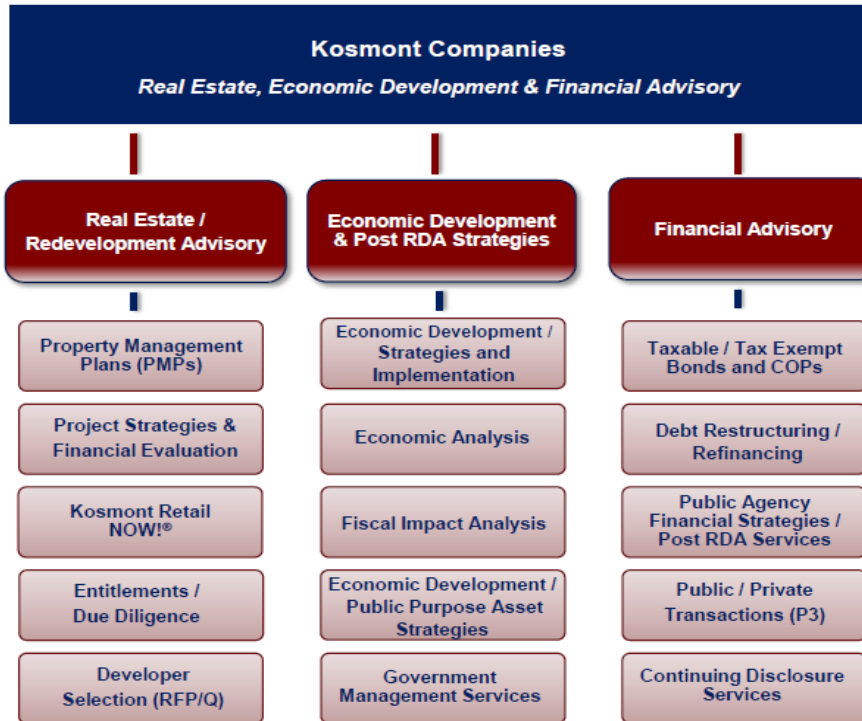 Kosmont Companies
Real Estate, Economic Development & Financial Advisory
Real Estate /
Redevelopment Advisory
Property Management
Plans (PMPs)
Project Strategies &
Financial Evaluation
Kosmont Retail
NOW!®
Entitlements /
Due Diligence
Developer
Selection (RFP/Q)
Economic Development
& Post RDA Strategies
Economic Development /
Strategies and
Implementation
Economic Analysis
Fiscal Impact Analysis
Economic Development /
Public Purpose Asset
Strategies
Government
Management Services
Financial Advisory
Taxable / Tax Exempt
Bonds and COPs
Debt Restructuring /
Refinancing
Public Agency
Financial Strategies /
Post RDA Services
Public / Private
Transactions (P3)
Continuing Disclosure
Services